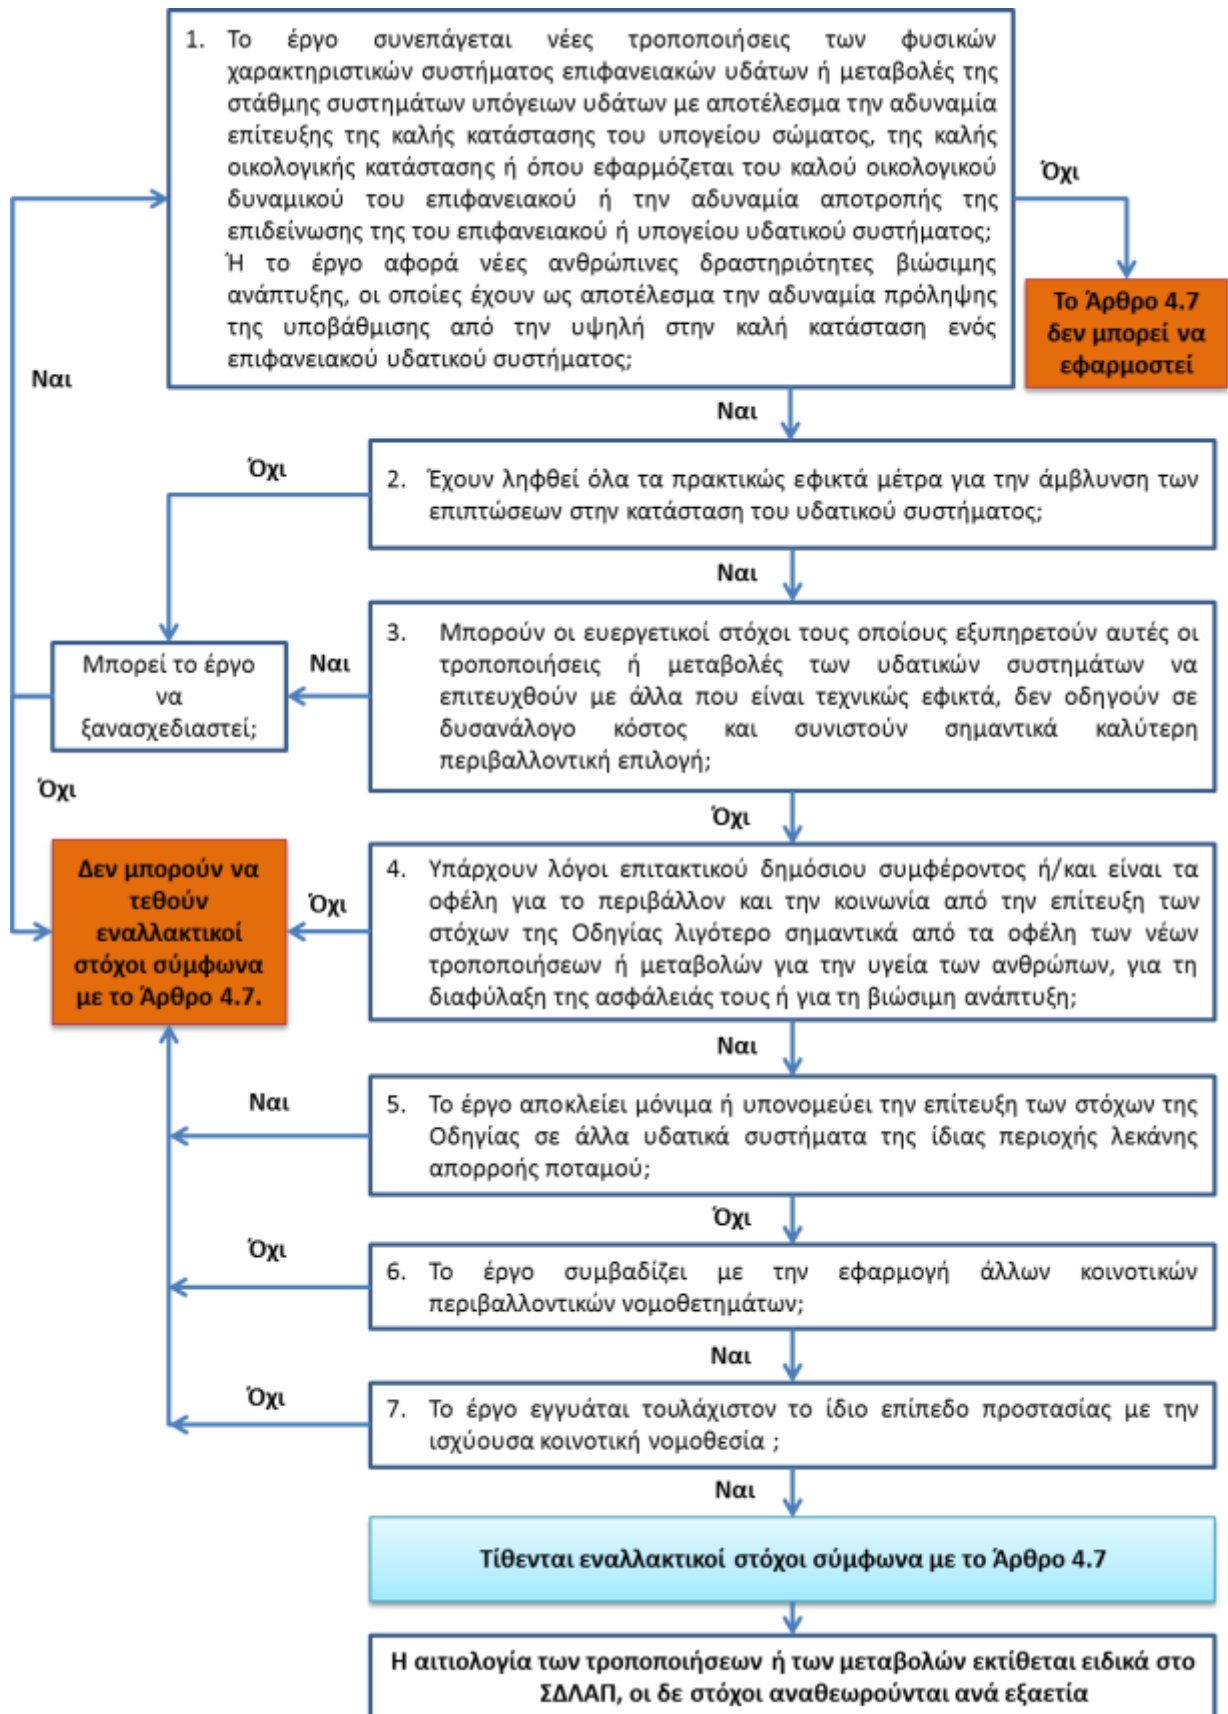 1. Το έργο συνεπάγεται νέες τροποποιήσεις των φυσικών
χαρακτηριστικών συστήματος επιφανειακών υδάτων ή μεταβολές της
στάθμης συστημάτων υπόγειων υδάτων με αποτέλεσμα την αδυναμία
επίτευξης της καλής κατάστασης του υπογείου σώματος, της καλής
οικολογικής κατάστασης ή όπου εφαρμόζεται του καλού οικολογικού
δυναμικού του επιφανειακού ή την αδυναμία αποτροπής της
επιδείνωσης της του επιφανειακού ή υπογείου υδατικού συστήματος;
Ή το έργο αφορά νέες ανθρώπινες δραστηριότητες βιώσιμης
ανάπτυξης, οι οποίες έχουν ως αποτέλεσμα την αδυναμία πρόληψης
της υποβάθμισης από την υψηλή στην καλή κατάσταση ενός
επιφανειακού υδατικού συστήματος;
Όχι
Το Άρθρο 4.7
δεν μπορεί να
εφαρμοστεί
Ναι
Ναι
Όχι
2. Έχουν ληφθεί όλα τα πρακτικώς εφικτά μέτρα για την άμβλυνση των
επιπτώσεων στην κατάσταση του υδατικού συστήματος;
Ναι
3. Μπορούν οι ευεργετικοί στόχοι τους οποίους εξυπηρετούν αυτές οι
τροποποιήσεις ή μεταβολές των υδατικών συστημάτων να
επιτευχθούν με άλλα που είναι τεχνικώς εφικτά, δεν οδηγούν σε
δυσανάλογο κόστος και συνιστούν σημαντικά καλύτερη
περιβαλλοντική επιλογή;
Ναι
Μπορεί το έργο
να
ξανασχεδιαστεί;
Όχι
Όχι
4. Υπάρχουν λόγοι επιτακτικού δημόσιου συμφέροντος ή/και είναι τα
οφέλη για το περιβάλλον και την κοινωνία από την επίτευξη των
στόχων της Οδηγίας λιγότερο σημαντικά από τα οφέλη των νέων
τροποποιήσεων ή μεταβολών για την υγεία των ανθρώπων, για τη
διαφύλαξη της ασφάλειάς τους ή για τη βιώσιμη ανάπτυξη;
Όχι
Δεν μπορούν να
τεθούν
εναλλακτικοί
στόχοι σύμφωνα
με το Άρθρο 4.7.
Ναι
Ναι
5. Το έργο αποκλείει μόνιμα ή υπονομεύει την επίτευξη των στόχων της
Οδηγίας σε άλλα υδατικά συστήματα της ίδιας περιοχής λεκάνης
απορροής ποταμού;
Όχι
Όχι
6. Το έργο συμβαδίζει με την εφαρμογή άλλων κοινοτικών
περιβαλλοντικών νομοθετημάτων;
Ναι
Όχι
7. Το έργο εγγυάται τουλάχιστον το ίδιο επίπεδο προστασίας με την
ισχύουσα κοινοτική νομοθεσία ;
Ναι
Τίθενται εναλλακτικοί στόχοι σύμφωνα με το Άρθρο 4.7
Η αιτιολογία των τροποποιήσεων ή των μεταβολών εκτίθεται ειδικά στο
ΣΔΛΑΠ, οι δε στόχοι αναθεωρούνται ανά εξαετία